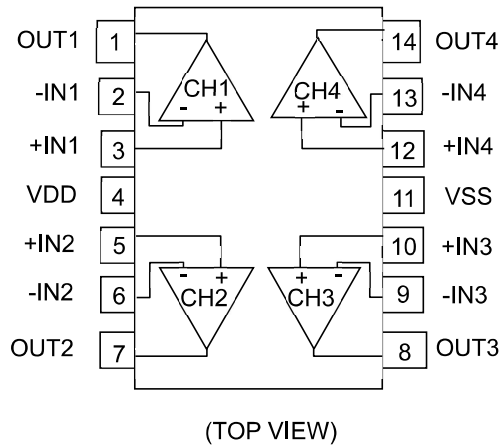 OUT1 1 14 OUT4
-IN1 2 CH1 CH4 13 -IN4
- + + -
+IN1 3 12 +IN4
VDD 4 11 VSS
+IN2 5 10 +IN3
- + + -
-IN2 6 CH2 CH3 9 -IN3
OUT2 7 8 OUT3
(TOP VIEW)